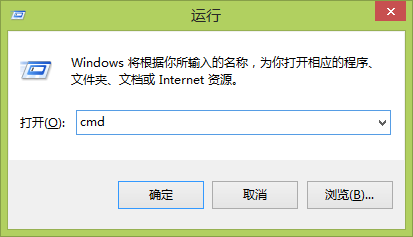 运行
Windows 将根据你所输入的名称，为你打开相应的程序、
文件夹、文档或 Internet 资源。
打开(O): cmd
确定 取消 浏览(B)...